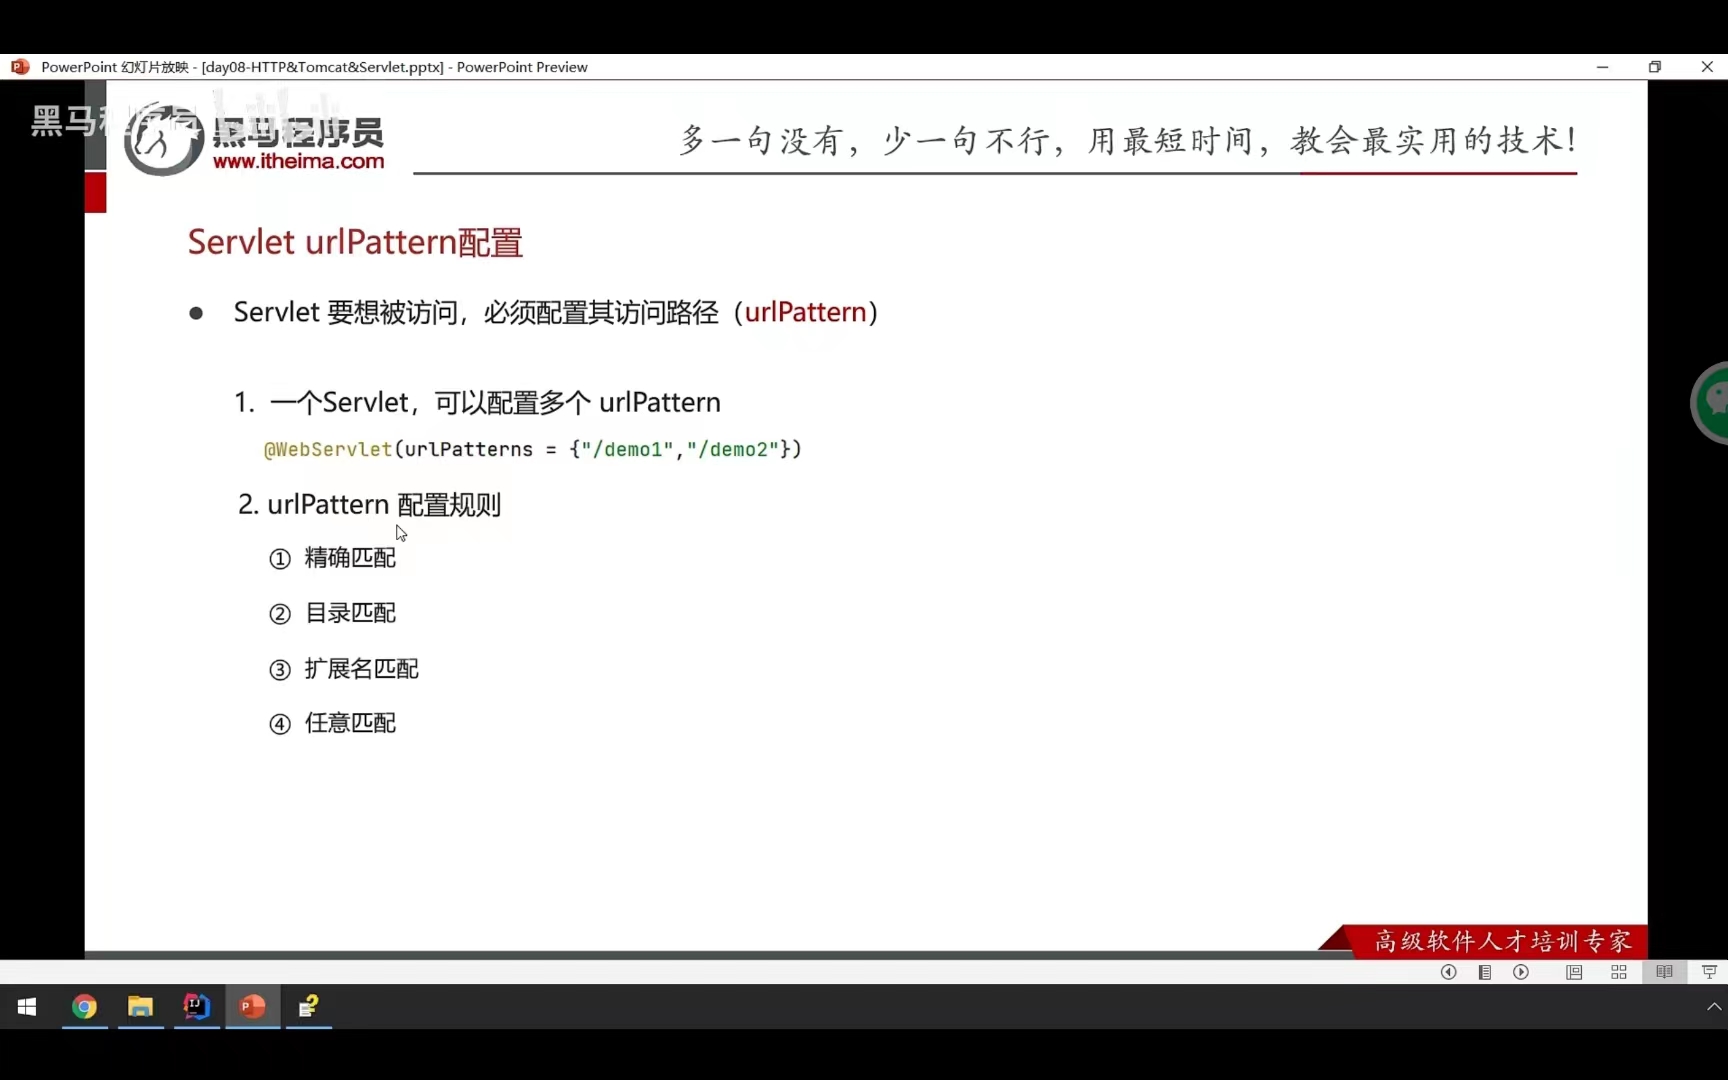 PowerPoint 幻灯片放映 - [day08-HTTP&Tomcat&Servlet.pptx] - PowerPoint Preview
黑马程序员
www.itheima.com
多一句没有，少一句不行，用最短时间，教会最实用的技术！
Servlet urlPattern配置
● Servlet 要想被访问，必须配置其访问路径（urlPattern）
1. 一个Servlet，可以配置多个 urlPattern
@WebServlet(urlPatterns = {"/demo1","/demo2"})
2. urlPattern 配置规则
① 精确匹配
② 目录匹配
③ 扩展名匹配
④ 任意匹配
高级软件人才培训专家